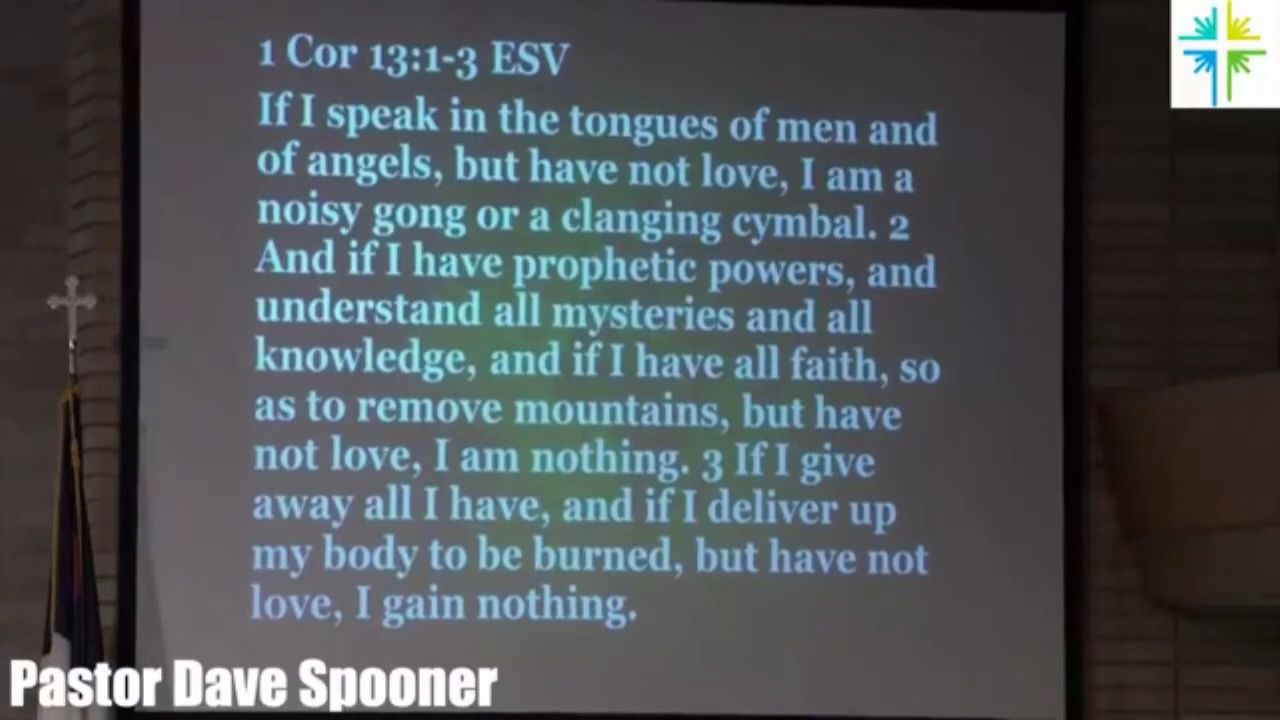 1 Cor 13:1-3 ESV
If I speak in the tongues of men and
of angels, but have not love, I am a
noisy gong or a clanging cymbal. 2
And if I have prophetic powers, and
understand all mysteries and all
knowledge, and if I have all faith, so
as to remove mountains, but have
not love, I am nothing. 3 If I give
away all I have, and if I deliver up
my body to be burned, but have not
love, I gain nothing.
Pastor Dave Spooner